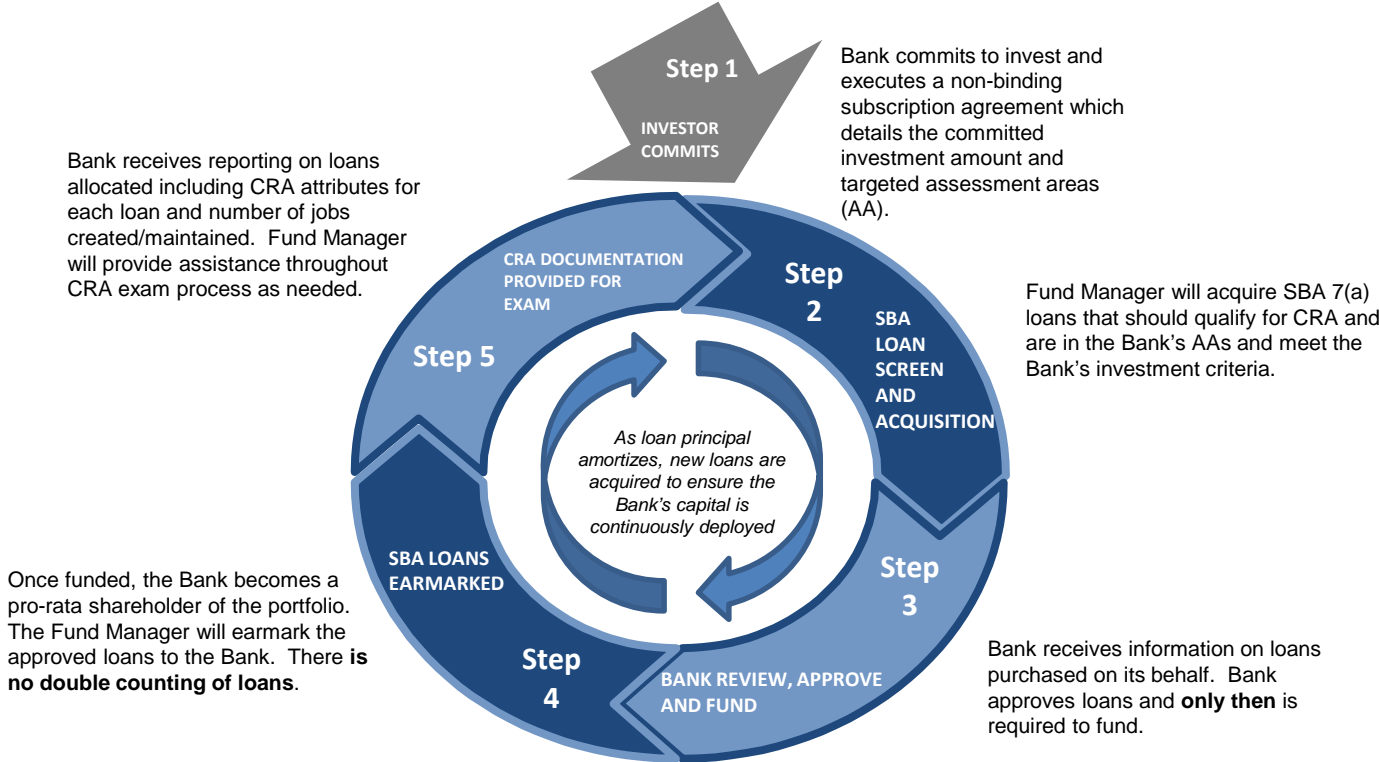 Step 1
INVESTOR
COMMITS
Bank commits to invest and
executes a non-binding
subscription agreement which
details the committed
investment amount and
targeted assessment areas
(AA).
Step
2
SBA
LOAN
SCREEN
AND
ACQUISITION
Fund Manager will acquire SBA 7(a)
loans that should qualify for CRA and
are in the Bank’s AAs and meet the
Bank’s investment criteria.
Step
3
BANK REVIEW, APPROVE
AND FUND
Bank receives information on loans
purchased on its behalf.  Bank
approves loans and only then is
required to fund.
Step
4
SBA LOANS
EARMARKED
Once funded, the Bank becomes a
pro-rata shareholder of the portfolio.
The Fund Manager will earmark the
approved loans to the Bank.  There is
no double counting of loans.
Step 5
CRA DOCUMENTATION
PROVIDED FOR
EXAM
Bank receives reporting on loans
allocated including CRA attributes for
each loan and number of jobs
created/maintained.  Fund Manager
will provide assistance throughout
CRA exam process as needed.
As loan principal
amortizes, new loans are
acquired to ensure the
Bank’s capital is
continuously deployed